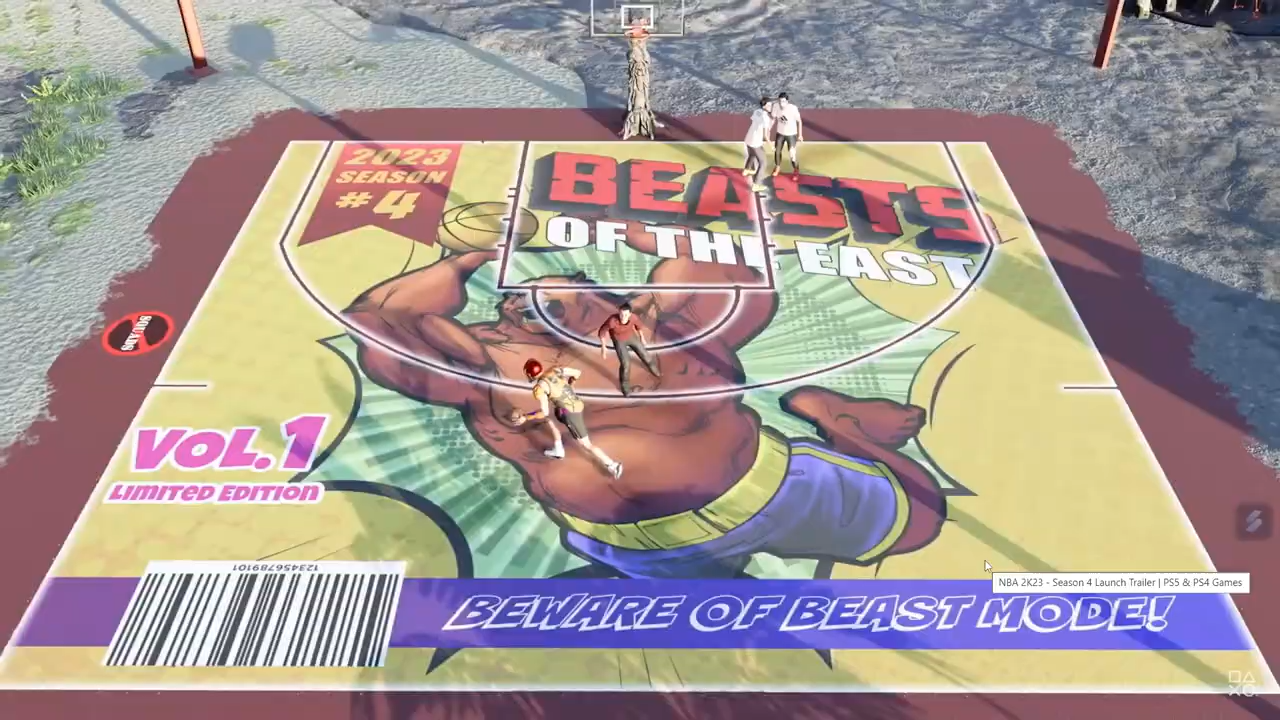 2023
SEASON
#4
BEASTS
OF THE EAST
SQUADS
VOL.1
LIMITED EDITION
123456789101
NBA 2K23 - Season 4 Launch Trailer | PS5 & PS4 Games
BEWARE OF BEAST MODE!